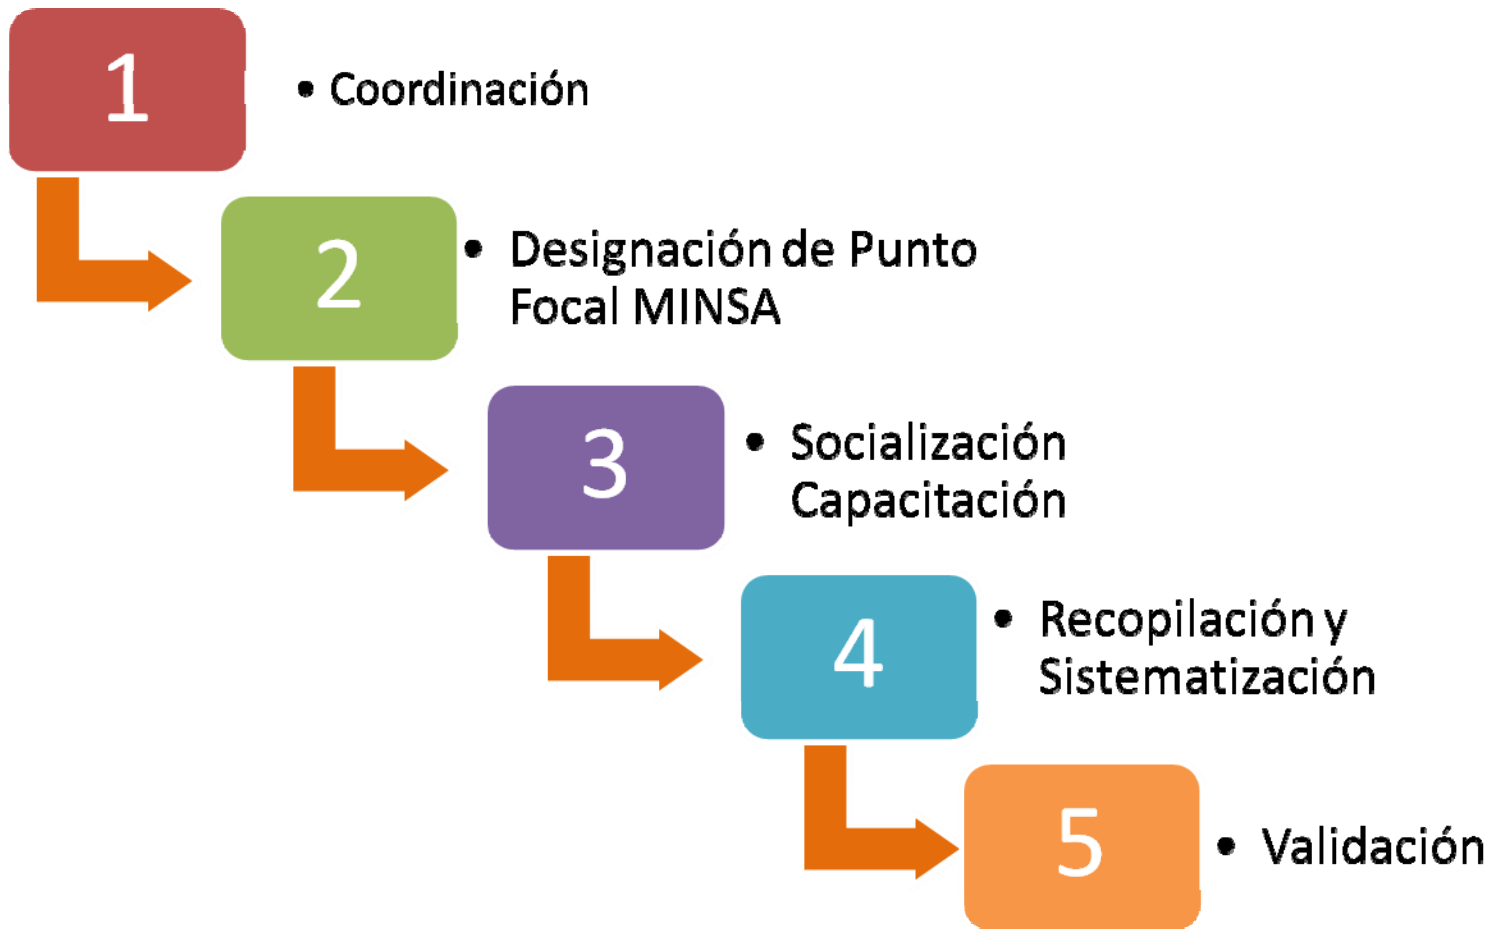 1
• Coordinación
2
• Designación de Punto
Focal MINSA
3
• Socialización
Capacitación
4
• Recopilación y
Sistematización
5
• Validación